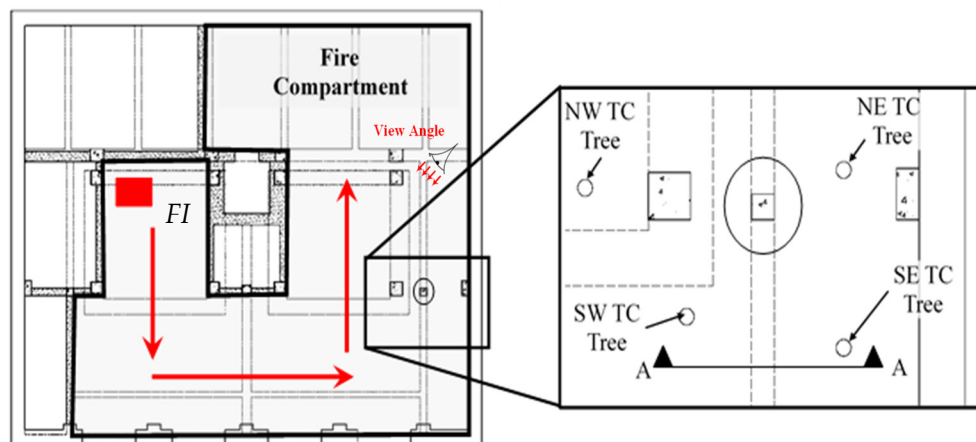 Fire
Compartment
View Angle
FI
NW TC
Tree
NE TC
Tree
SW TC
Tree
SE TC
Tree
A
A